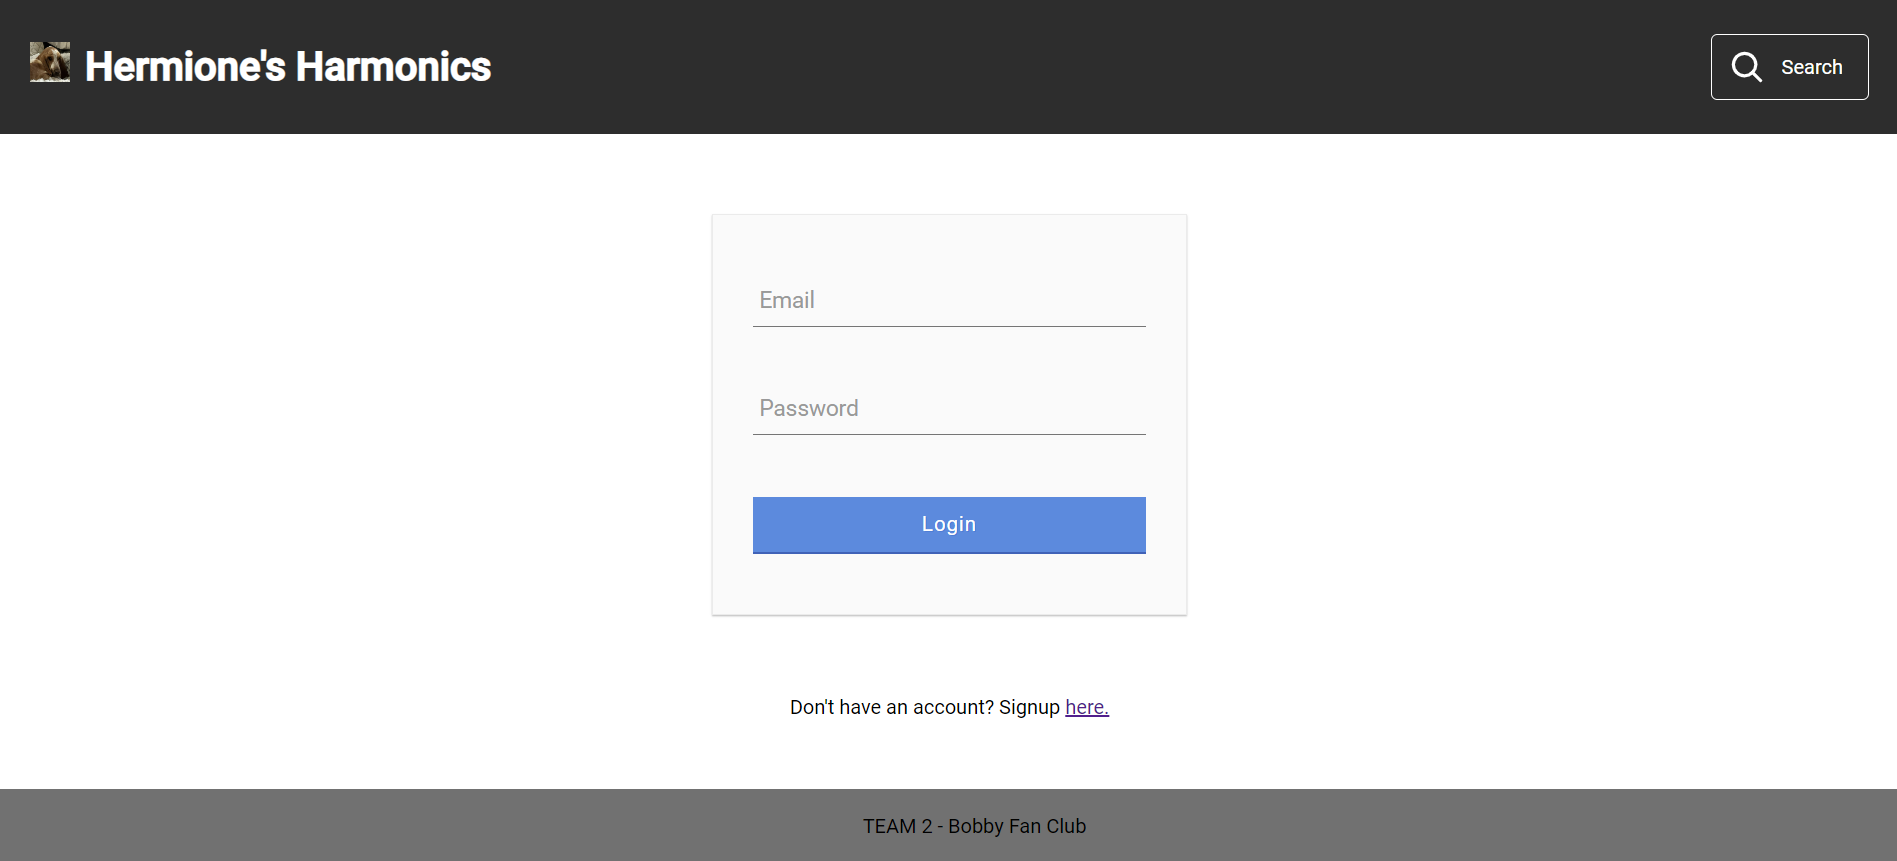 Hermione's Harmonics
Search
Email
Password
Login
Don't have an account? Signup here.
TEAM 2 - Bobby Fan Club